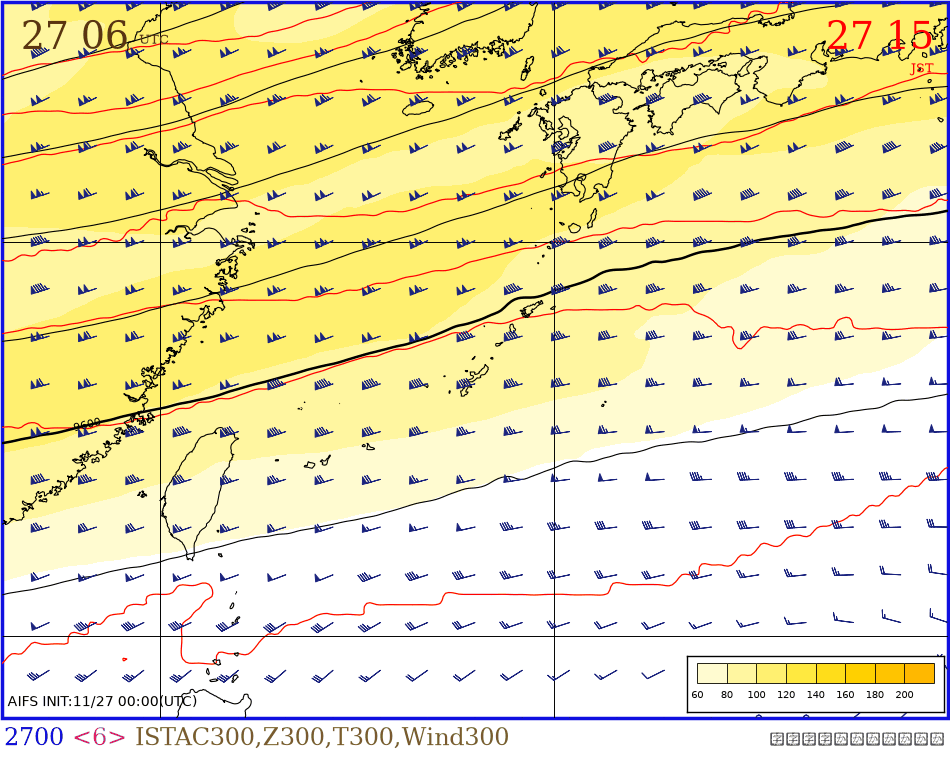 27 06 UTC
27 15
JST
9600
AIFS INIT:11/27 00:00(UTC)
60 80 100 120 140 160 180 200
2700 <6> ISTAC300,Z300,T300,Wind300